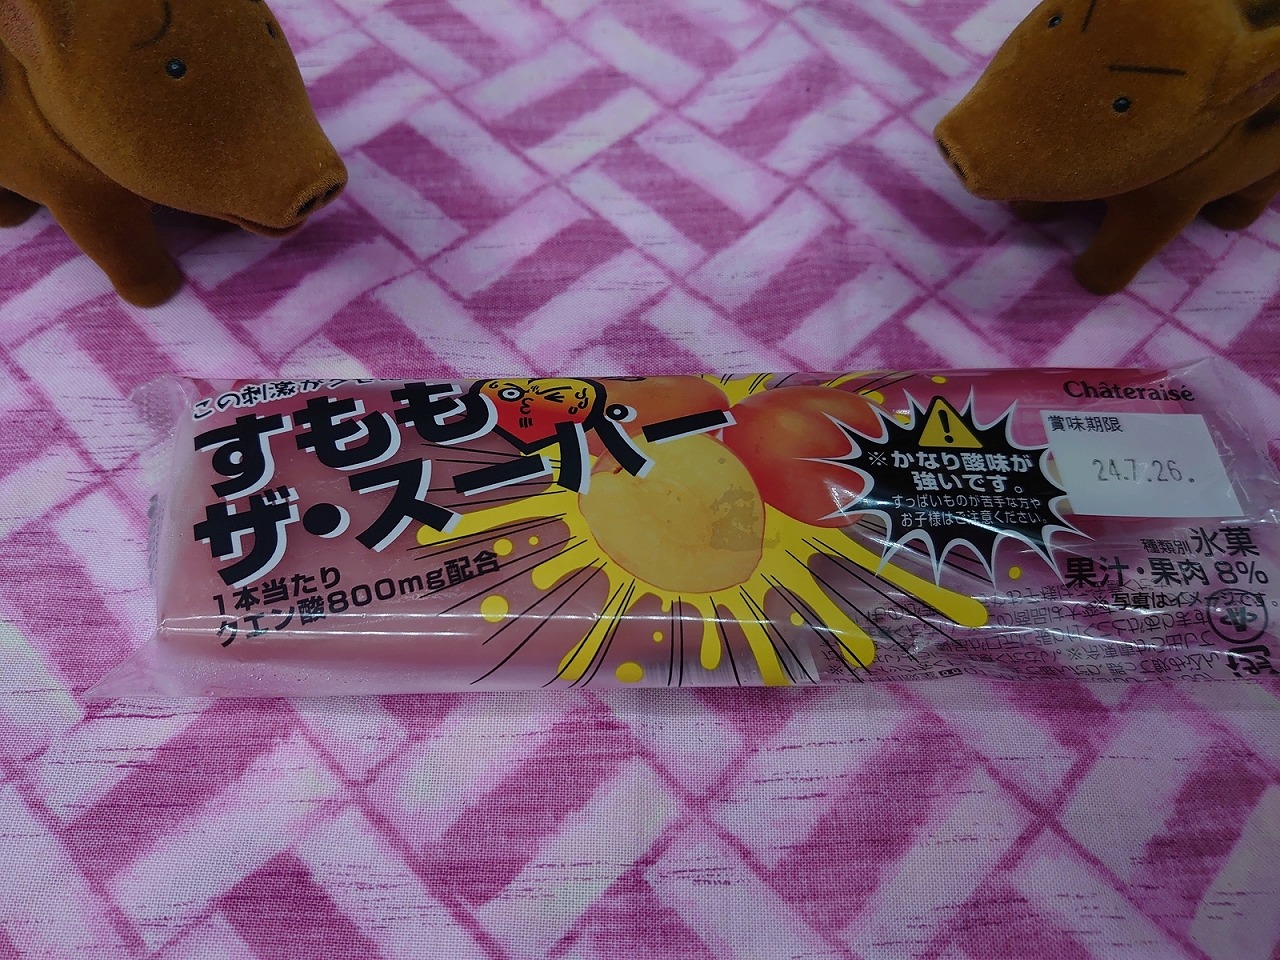 この刺激がクセ
すもも
ザ・スーパー
1本当たり
クエン酸800mg配合
※かなり酸味が
強いです。
すっぱいものが苦手な方や
お子様はご注意ください。
Châteraisé
賞味期限
24.7.26.
種類別 氷菓
果汁・果肉 8%
※写真はイメージです。